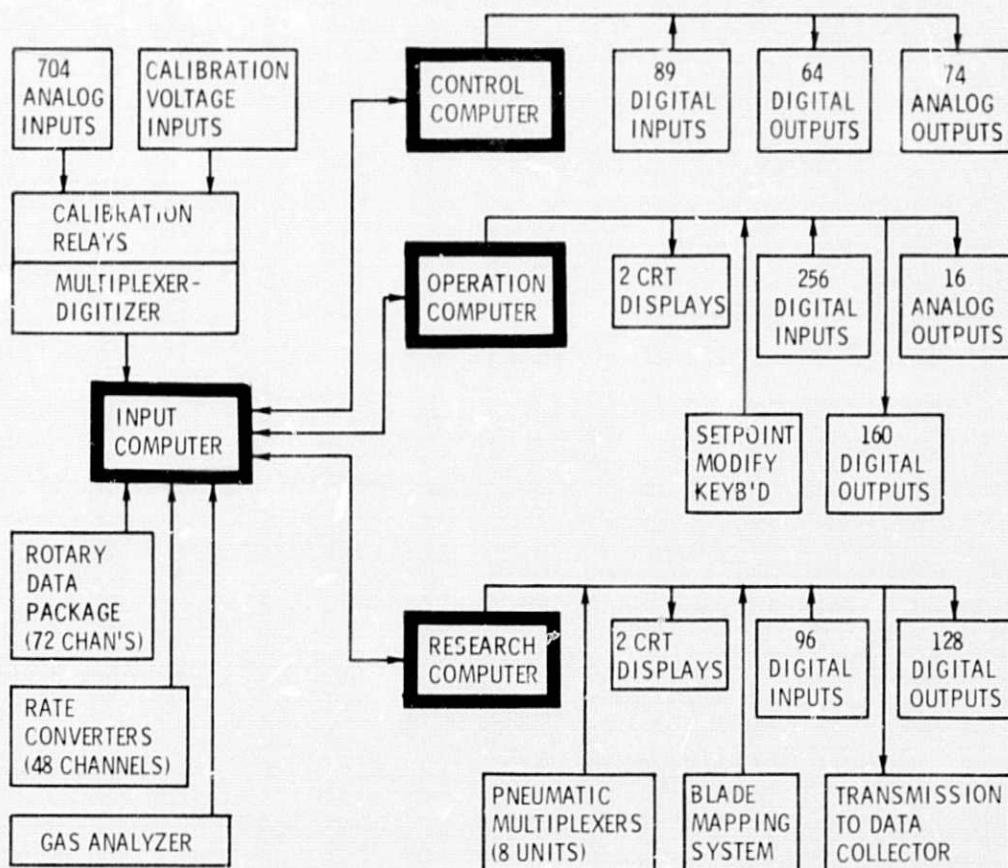 704
ANALOG
INPUTS
CALIBRATION
VOLTAGE
INPUTS
CALIBRATION
RELAYS
MULTIPLEXER-
DIGITIZER
INPUT
COMPUTER
ROTARY
DATA
PACKAGE
(72 CHAN'S)
RATE
CONVERTERS
(48 CHANNELS)
GAS ANALYZER
CONTROL
COMPUTER
89
DIGITAL
INPUTS
64
DIGITAL
OUTPUTS
74
ANALOG
OUTPUTS
OPERATION
COMPUTER
2 CRT
DISPLAYS
256
DIGITAL
INPUTS
16
ANALOG
OUTPUTS
SETPOINT
MODIFY
KEYB'D
160
DIGITAL
OUTPUTS
RESEARCH
COMPUTER
2 CRT
DISPLAYS
96
DIGITAL
INPUTS
128
DIGITAL
OUTPUTS
PNEUMATIC
MULTIPLEXERS
(8 UNITS)
BLADE
MAPPING
SYSTEM
TRANSMISSION
TO DATA
COLLECTOR